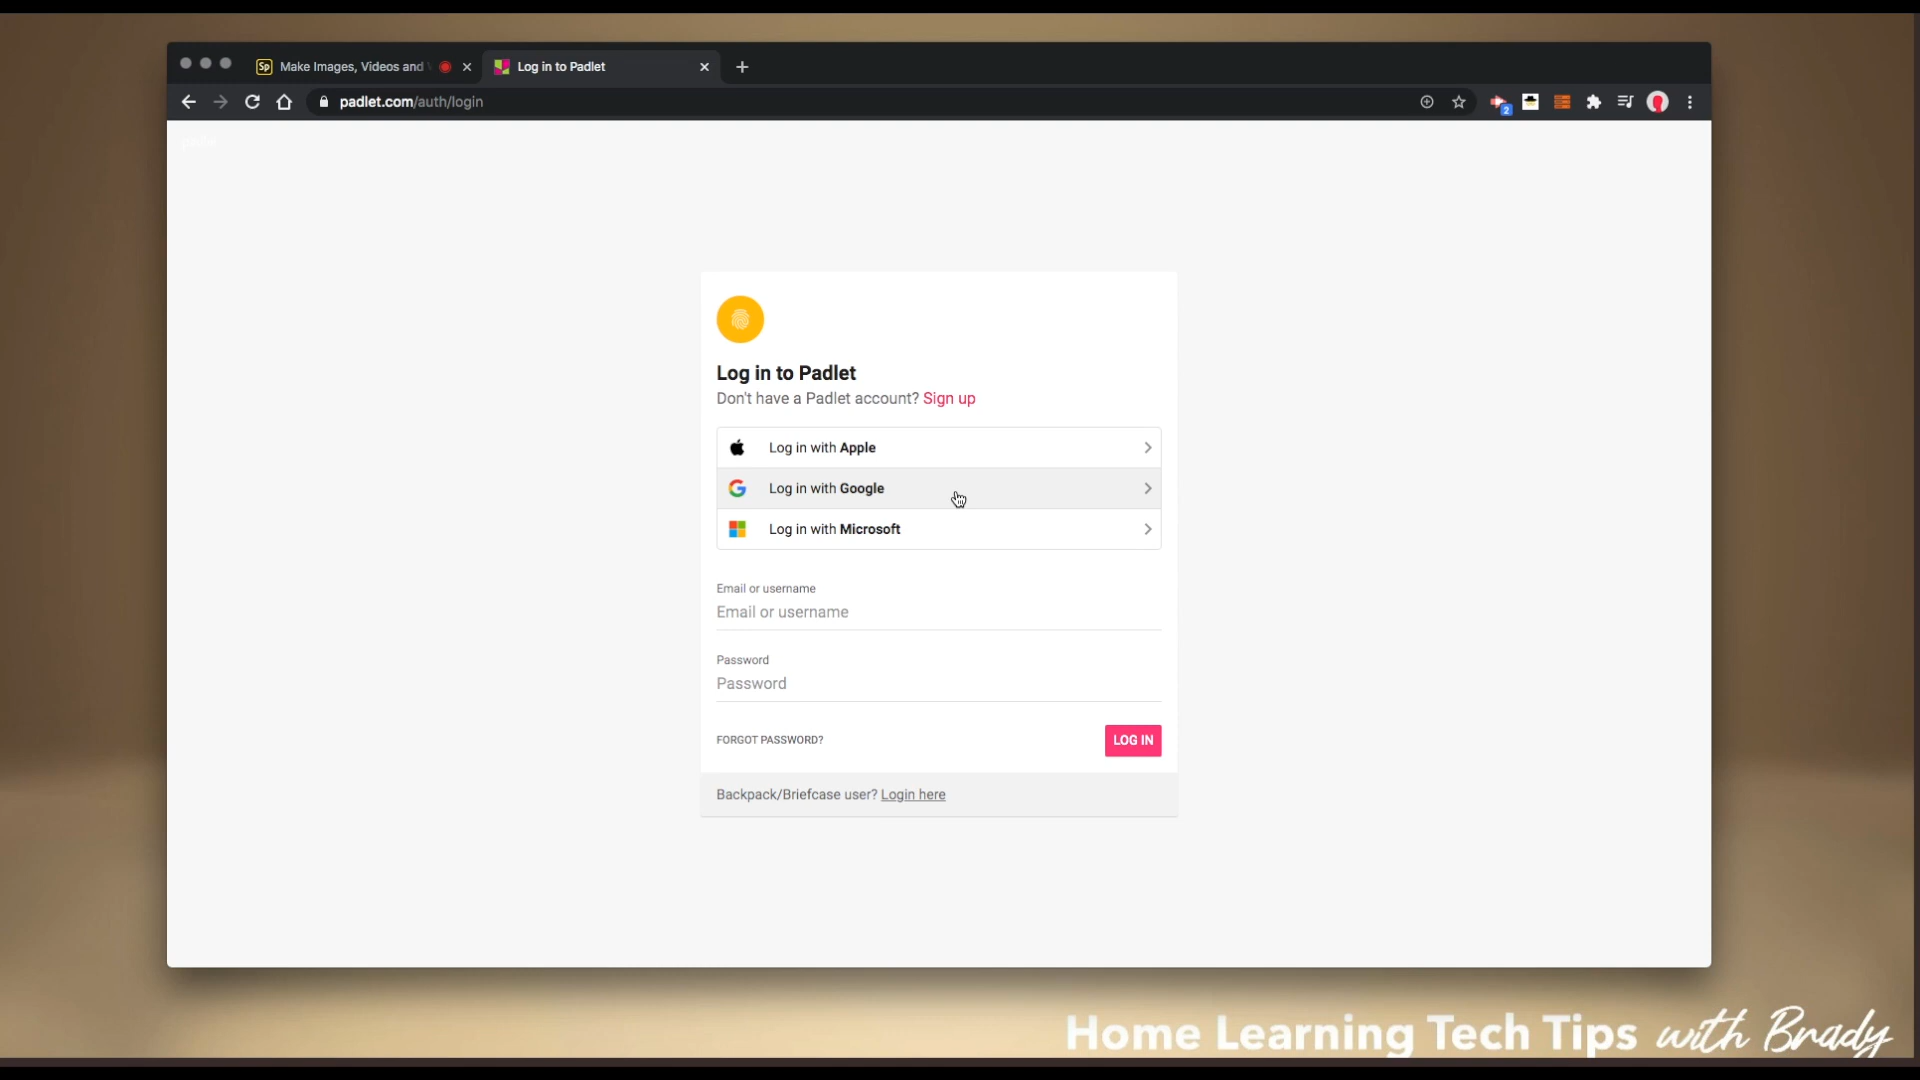 Sp Make Images, Videos and
Log in to Padlet
padlet.com/auth/login
2
Log in to Padlet
Don't have a Padlet account? Sign up
Log in with Apple
Log in with Google
Log in with Microsoft
Email or username
Email or username
Password
Password
FORGOT PASSWORD?
LOG IN
Backpack/Briefcase user? Login here
Home Learning Tech Tips with Brady